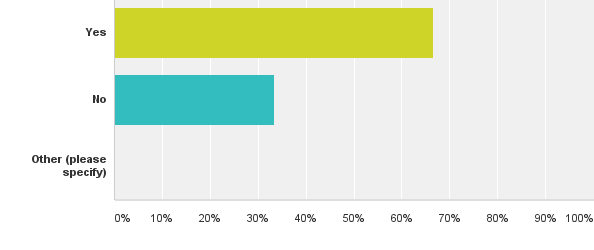 Yes
No
Other (please
specify)
0% 10% 20% 30% 40% 50% 60% 70% 80% 90% 100%